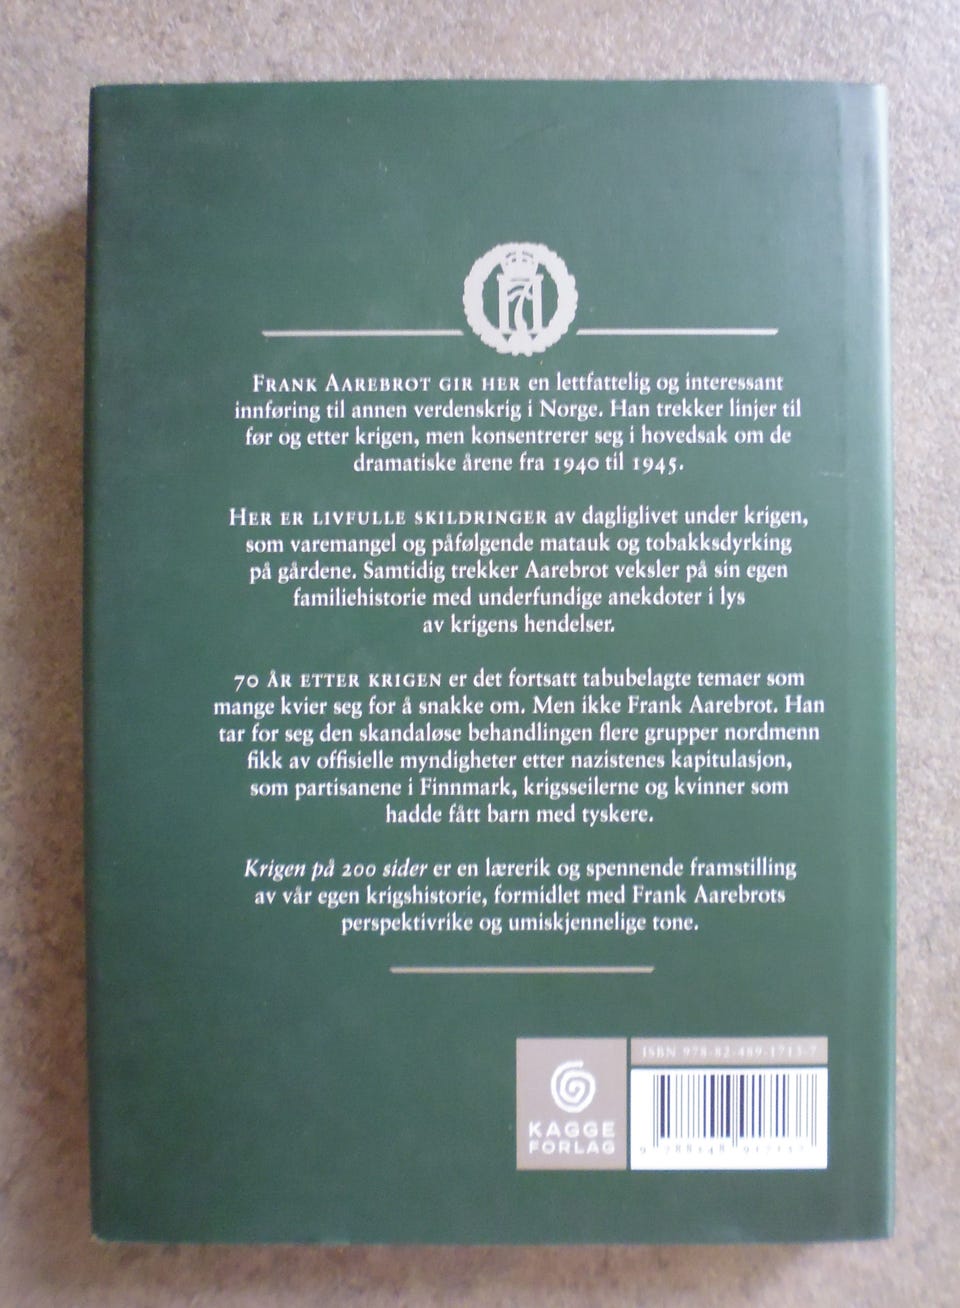 H7
FRANK AAREBROT GIR HER en lettfattelig og interessant
innføring til annen verdenskrig i Norge. Han trekker linjer til
før og etter krigen, men konsentrerer seg i hovedsak om de
dramatiske årene fra 1940 til 1945.
HER ER LIVFULLE SKILDRINGER av dagliglivet under krigen,
som varemangel og påfølgende matauk og tobakksdyrking
på gårdene. Samtidig trekker Aarebrot veksler på sin egen
familiehistorie med underfundige anekdoter i lys
av krigens hendelser.
70 ÅR ETTER KRIGEN er det fortsatt tabubelagte temaer som
mange kvier seg for å snakke om. Men ikke Frank Aarebrot. Han
tar for seg den skandaløse behandlingen flere grupper nordmenn
fikk av offisielle myndigheter etter nazistenes kapitulasjon,
som partisanene i Finnmark, krigsseilerne og kvinner som
hadde fått barn med tyskere.
Krigen på 200 sider er en lærerik og spennende framstilling
av vår egen krigshistorie, formidlet med Frank Aarebrots
perspektivrike og umiskjennelige tone.
ISBN 978-82-489-1713-7
KAGGE
FORLAG
9 788248 917137